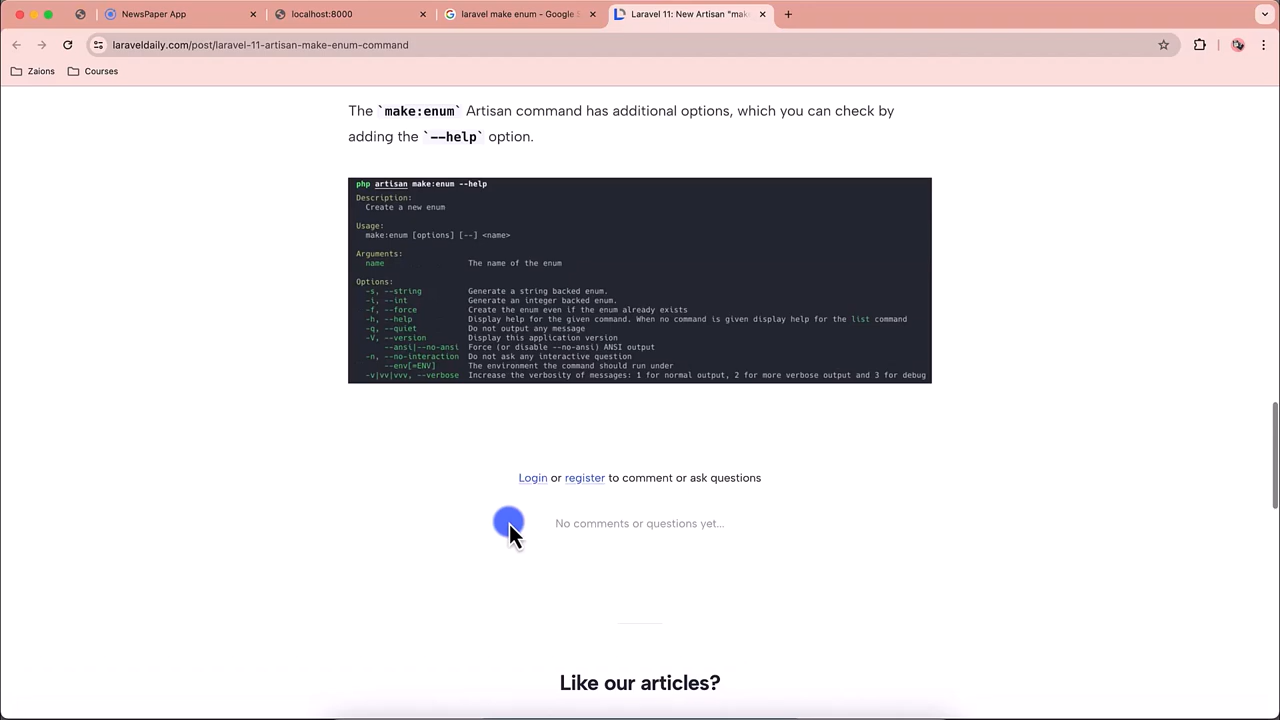 NewsPaper App
localhost:8000
laravel make enum - Google S
Laravel 11: New Artisan "mak
laraveldaily.com/post/laravel-11-artisan-make-enum-command
Zaions
Courses
The `make:enum` Artisan command has additional options, which you can check by
adding the `--help` option.
php artisan make:enum --help
Description:
Create a new enum
Usage:
make:enum [options] [--] <name>
Arguments:
name The name of the enum
Options:
-s, --string Generate a string backed enum.
-i, --int Generate an integer backed enum.
-f, --force Create the enum even if the enum already exists
-h, --help Display help for the given command. When no command is given display help for the list command
-q, --quiet Do not output any message
-V, --version Display this application version
--ansi|--no-ansi Force (or disable --no-ansi) ANSI output
-n, --no-interaction Do not ask any interactive question
--env[=ENV] The environment the command should run under
-v|vv|vvv, --verbose Increase the verbosity of messages: 1 for normal output, 2 for more verbose output and 3 for debug
Login or register to comment or ask questions
No comments or questions yet...
Like our articles?